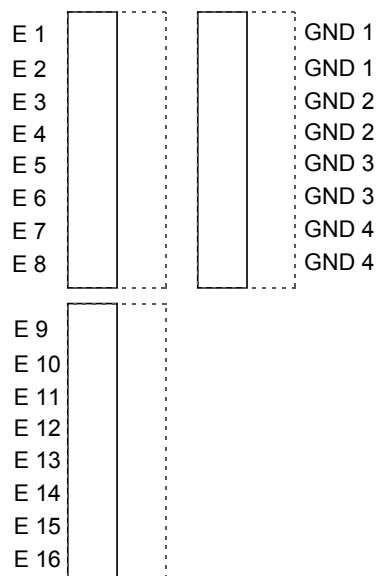 E 1 GND 1
E 2 GND 1
E 3 GND 2
E 4 GND 2
E 5 GND 3
E 6 GND 3
E 7 GND 4
E 8 GND 4
E 9
E 10
E 11
E 12
E 13
E 14
E 15
E 16